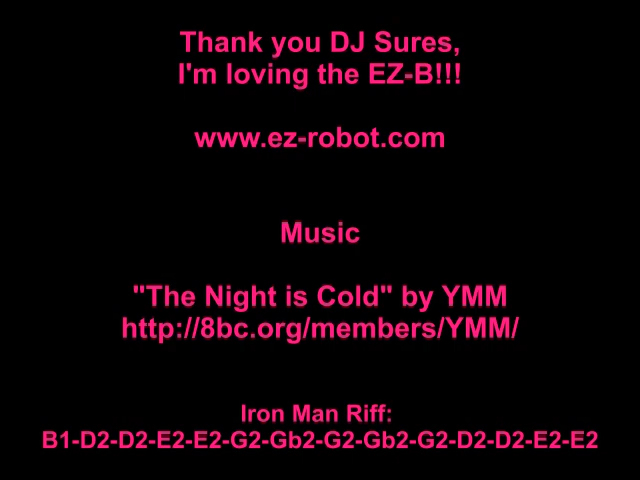 Thank you DJ Sures,
I'm loving the EZ-B!!!
www.ez-robot.com
Music
"The Night is Cold" by YMM
http://8bc.org/members/YMM/
Iron Man Riff:
B1-D2-D2-E2-E2-G2-Gb2-G2-Gb2-G2-D2-D2-E2-E2